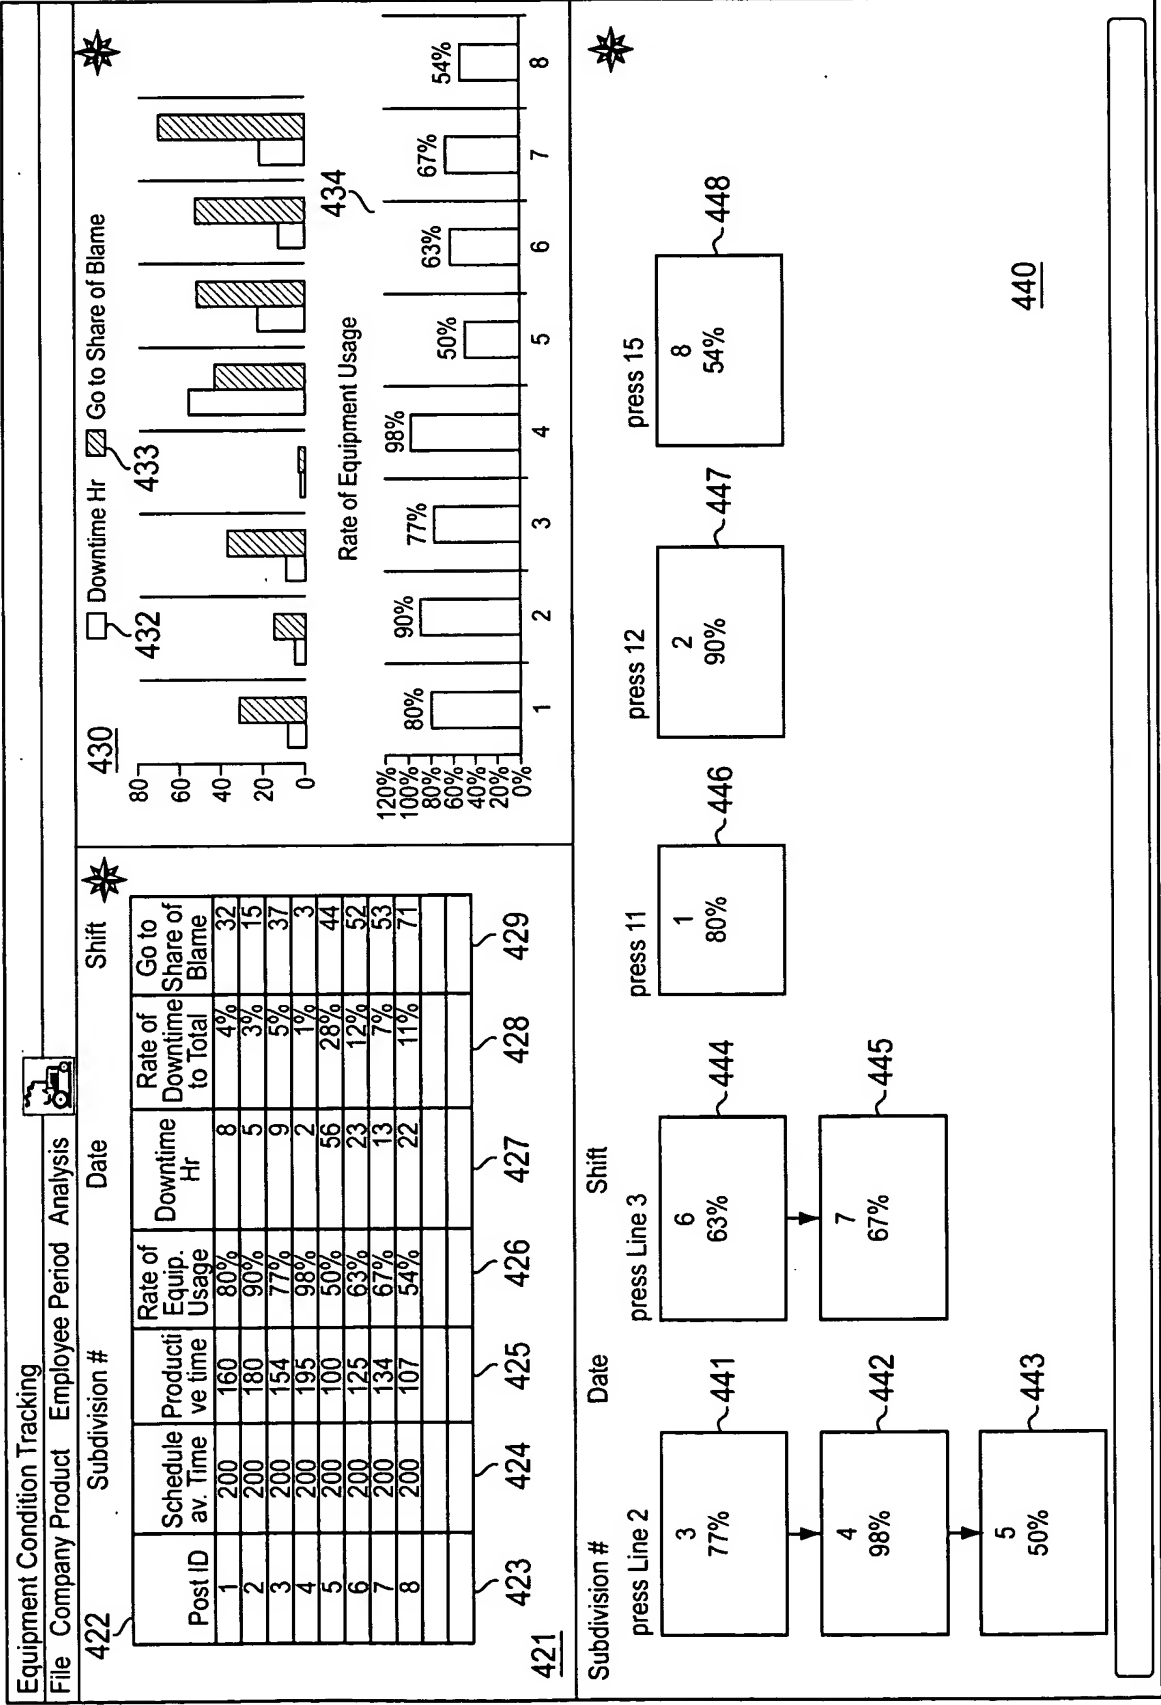 Equipment Condition Tracking
File Company Product Employee Period Analysis
Subdivision # Date Shift
422
Post ID Schedule av. Time Producti ve time Rate of Equip. Usage Downtime Hr Rate of Downtime to Total Go to Share of Blame
1 200 160 80% 8 4% 32
2 200 180 90% 5 3% 15
3 200 154 77% 9 5% 37
4 200 195 98% 2 1% 3
5 200 100 50% 56 28% 44
6 200 125 63% 23 12% 52
7 200 134 67% 13 7% 53
8 200 107 54% 22 11% 71
423 424 425 426 427 428 429
421
430
Downtime Hr Go to Share of Blame
432 433
80
60
40
20
0
Rate of Equipment Usage
434
120%
100%
80%
60%
40%
20%
0%
80% 90% 77% 98% 50% 63% 67% 54%
1 2 3 4 5 6 7 8
Subdivision # Date Shift
press Line 2 press Line 3 press 11 press 12 press 15
3
77%
441
4
98%
442
5
50%
443
6
63%
444
7
67%
445
1
80%
446
2
90%
447
8
54%
448
440